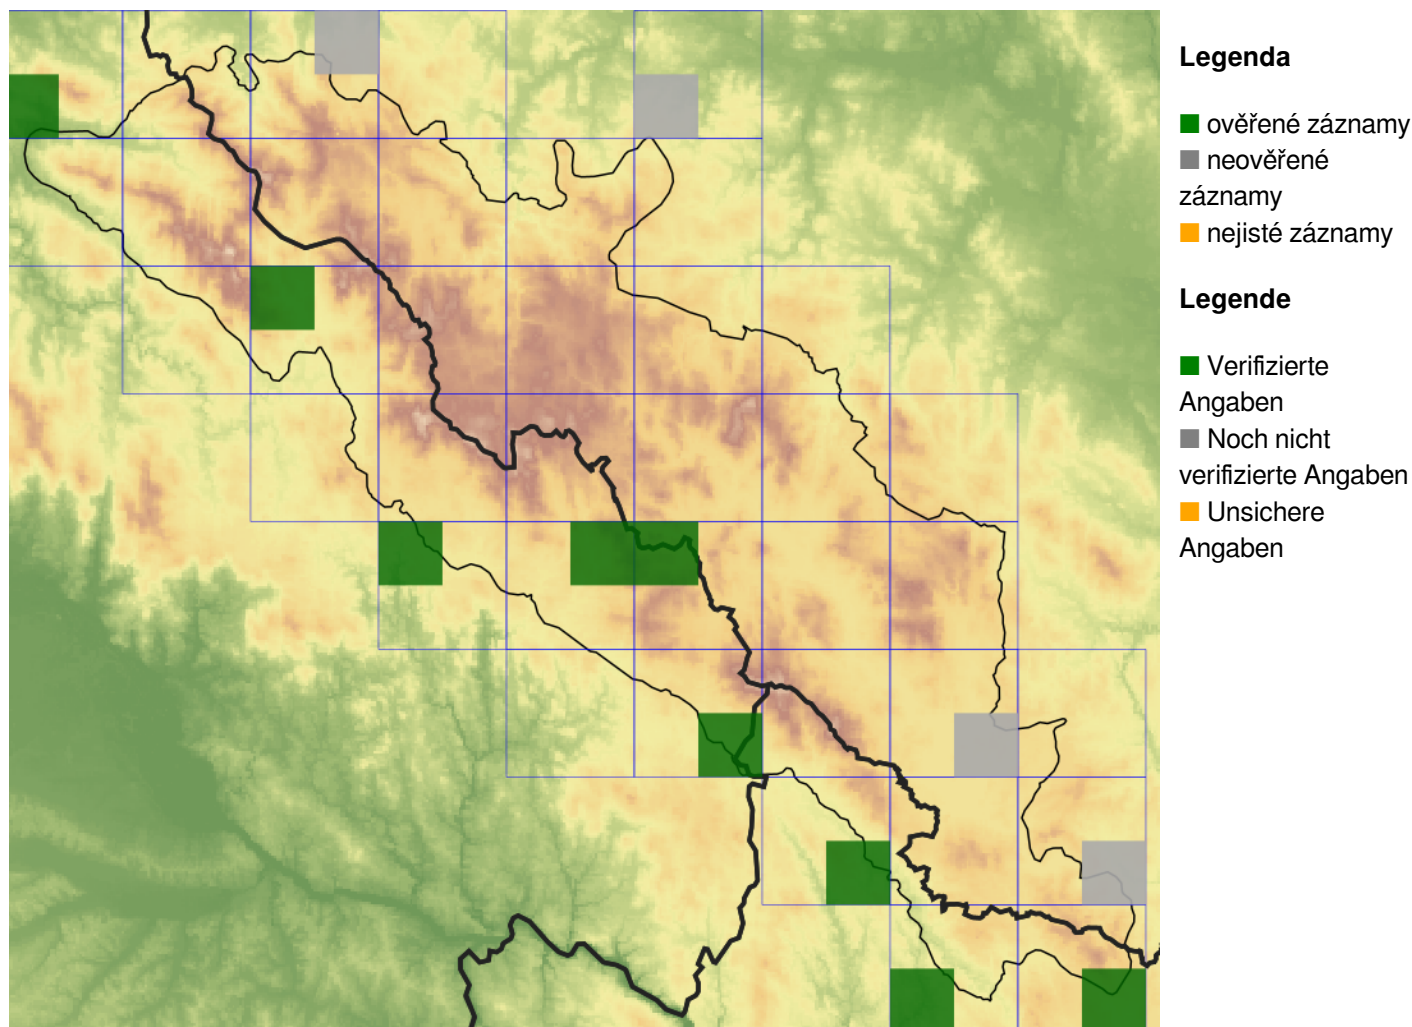 Legenda
ověřené záznamy
neověřené
záznamy
nejisté záznamy
Legende
Verifizierte
Angaben
Noch nicht
verifizierte Angaben
Unsichere
Angaben